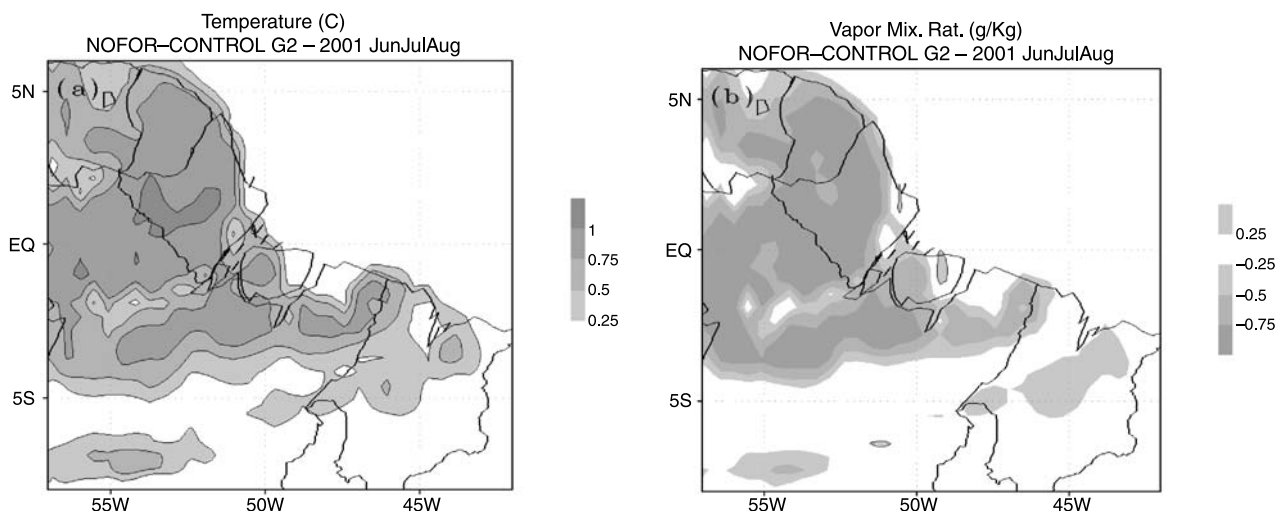 Temperature (C)
NOFOR–CONTROL G2 – 2001 JunJulAug
(a)
5N
EQ
5S
55W
50W
45W
1
0.75
0.5
0.25
Vapor Mix. Rat. (g/Kg)
NOFOR–CONTROL G2 – 2001 JunJulAug
(b)
5N
EQ
5S
55W
50W
45W
0.25
−0.25
−0.5
−0.75